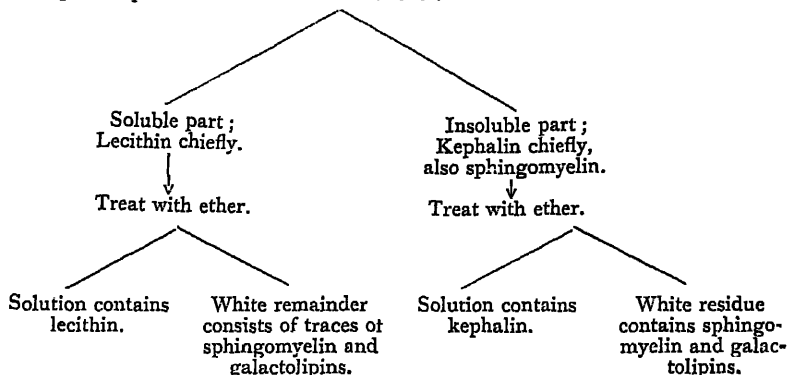 Soluble part ;
Lecithin chiefly.
Insoluble part ;
Kephalin chiefly,
also sphingomyelin.
Treat with ether.
Treat with ether.
Solution contains
lecithin.
White remainder
consists of traces of
sphingomyelin and
galactolipins.
Solution contains
kephalin.
White residue
contains sphingo-
myelin and galac-
tolipins.